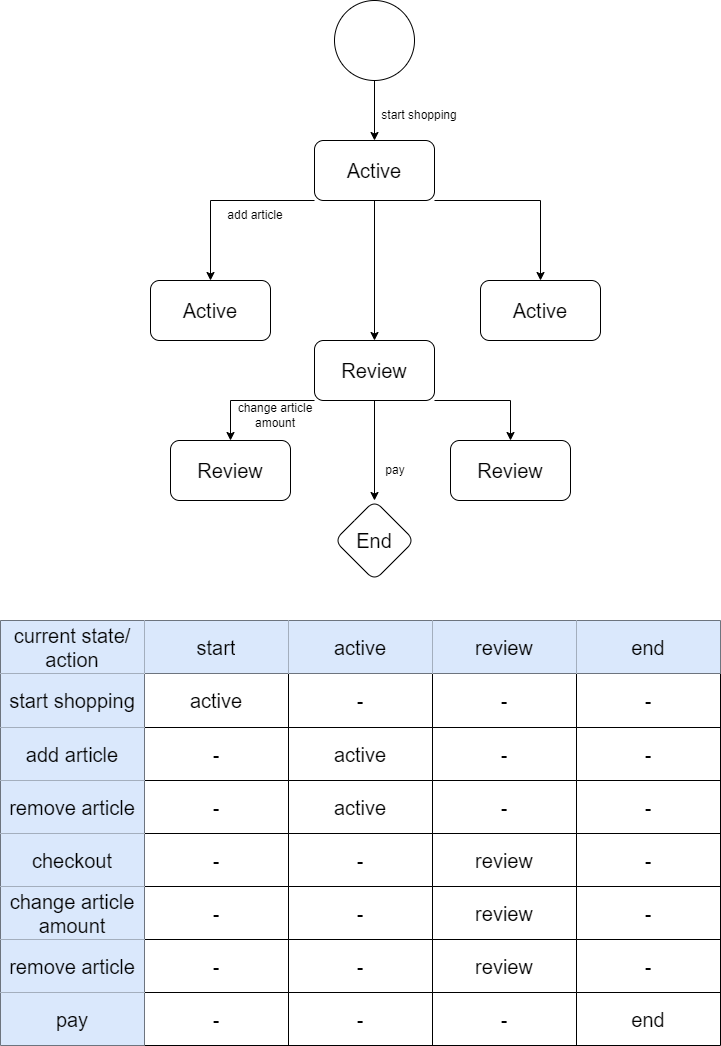 start shopping
Active
add article
Active
Active
Review
change article
amount
Review
pay
Review
End
current state/
action
start
active
review
end
start shopping
active
-
-
-
add article
-
active
-
-
remove article
-
active
-
-
checkout
-
-
review
-
change article
amount
-
-
review
-
remove article
-
-
review
-
pay
-
-
-
end